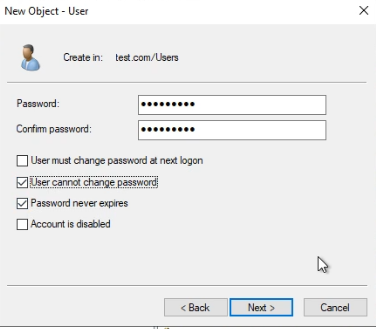 New Object - User
Create in: test.com/Users
Password: ●●●●●●●●●
Confirm password: ●●●●●●●●●
User must change password at next logon
User cannot change password
Password never expires
Account is disabled
< Back Next > Cancel